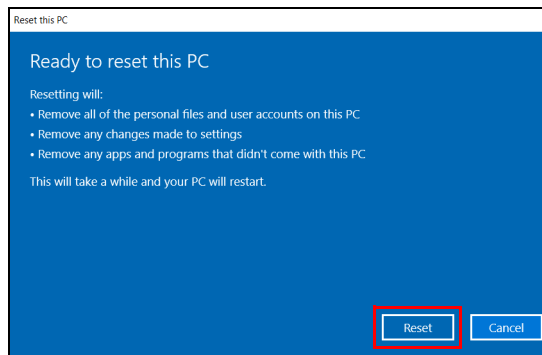 Reset this PC
Ready to reset this PC
Resetting will:
• Remove all of the personal files and user accounts on this PC
• Remove any changes made to settings
• Remove any apps and programs that didn't come with this PC
This will take a while and your PC will restart.
Reset Cancel